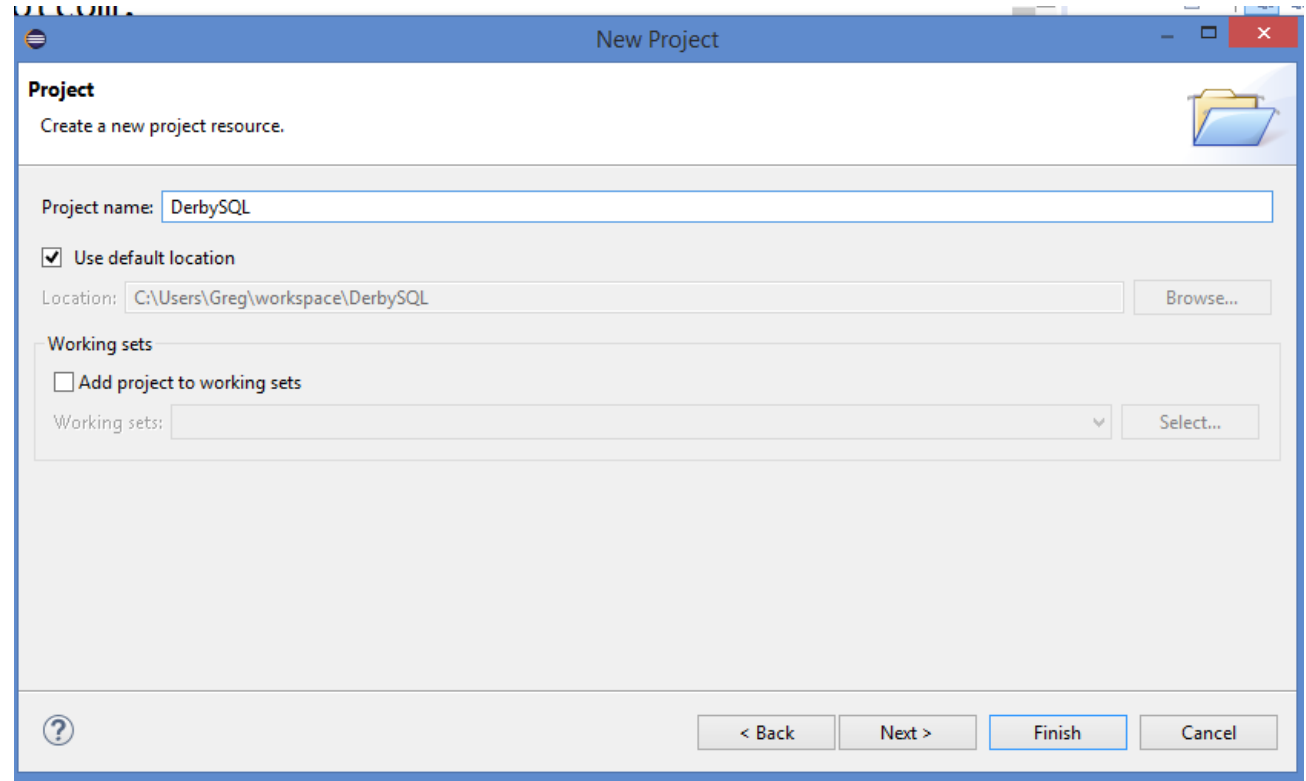 New Project
Project
Create a new project resource.
Project name: DerbySQL
Use default location
Location: C:\Users\Greg\workspace\DerbySQL Browse...
Working sets
Add project to working sets
Working sets: Select...
? < Back Next > Finish Cancel